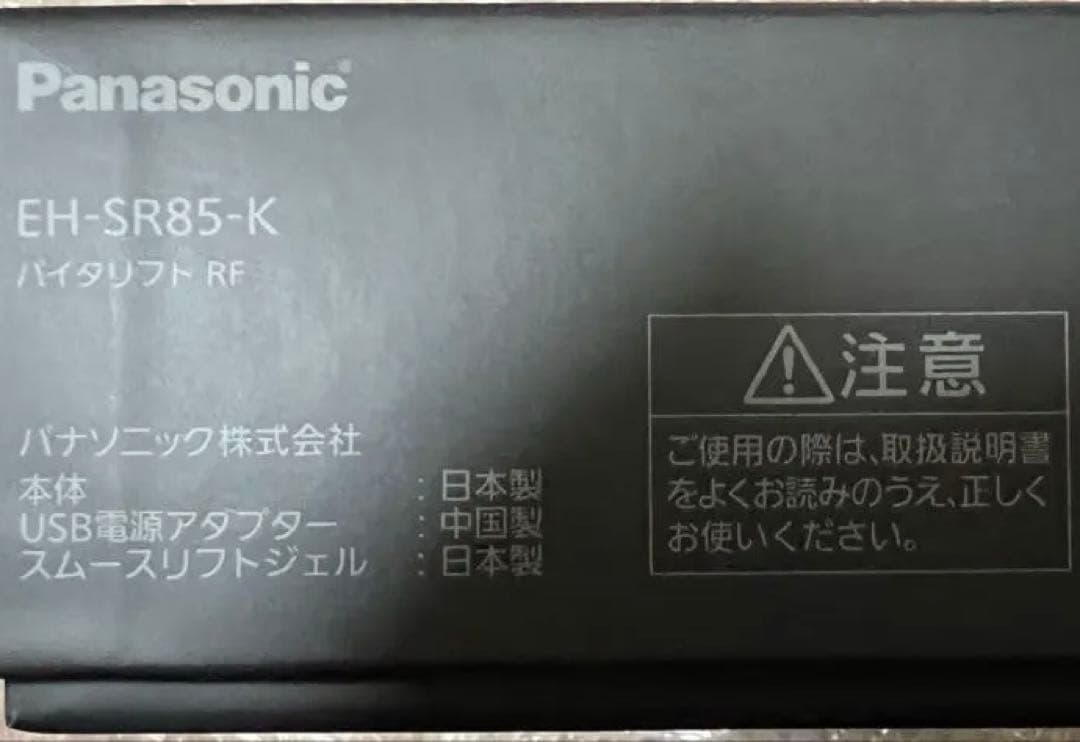 Panasonic
EH-SR85-K
バイタリフト RF
パナソニック株式会社
本体 : 日本製
USB電源アダプター : 中国製
スムースリフトジェル : 日本製
注意
ご使用の際は、取扱説明書
をよくお読みのうえ、正しく
お使いください。